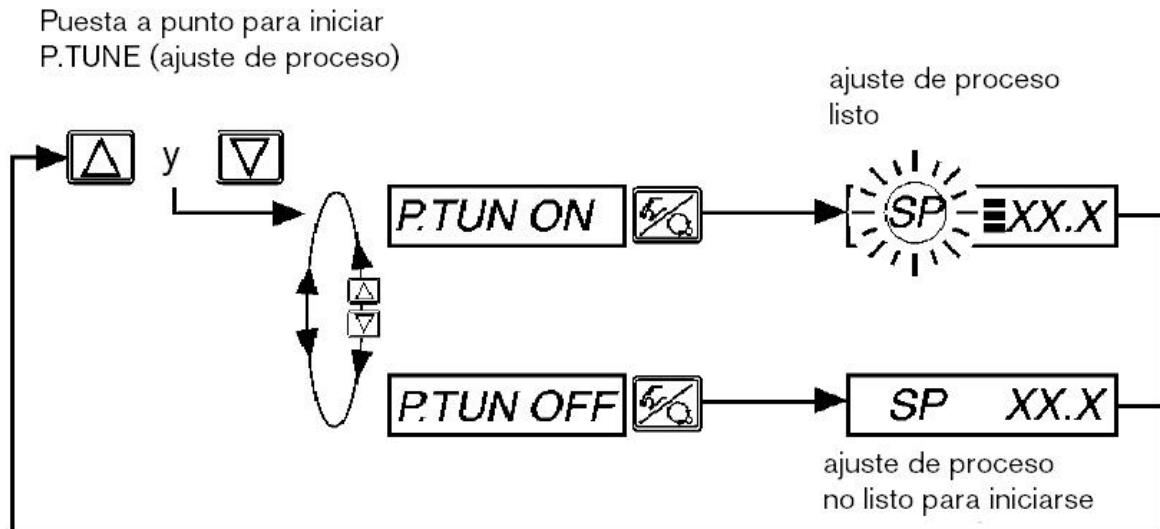 Puesta a punto para iniciar
P.TUNE (ajuste de proceso)
ajuste de proceso
listo
y
P.TUN ON
SP XX.X
P.TUN OFF
SP XX.X
ajuste de proceso
no listo para iniciarse